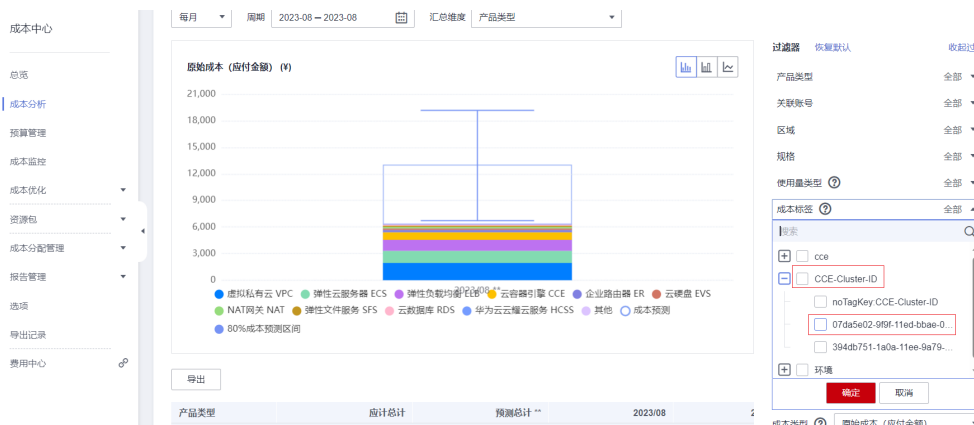 成本中心
总览
成本分析
预算管理
成本监控
成本优化
资源包
成本分配管理
报告管理
选项
导出记录
费用中心
每月 周期 2023-08 – 2023-08 汇总维度 产品类型
原始成本（应付金额）(¥)
21,000
18,000
15,000
12,000
9,000
6,000
3,000
0
2023/08 **
虚拟私有云 VPC 弹性云服务器 ECS 弹性负载均衡 ELB 云容器引擎 CCE 企业路由器 ER 云硬盘 EVS
NAT网关 NAT 弹性文件服务 SFS 云数据库 RDS 华为云云耀云服务 HCSS 其他 成本预测
80%成本预测区间
导出
产品类型 应计总计 预测总计 ** 2023/08
过滤器 恢复默认 收起过
产品类型 全部
关联账号 全部
区域 全部
规格 全部
使用量类型 ? 全部
成本标签 ? 全部
搜索
cce
CCE-Cluster-ID
noTagKey:CCE-Cluster-ID
07da5e02-9f9f-11ed-bbae-0...
394db751-1a0a-11ee-9a79-...
环境
确定 取消
成本类型 ? 原始成本（应付金额）